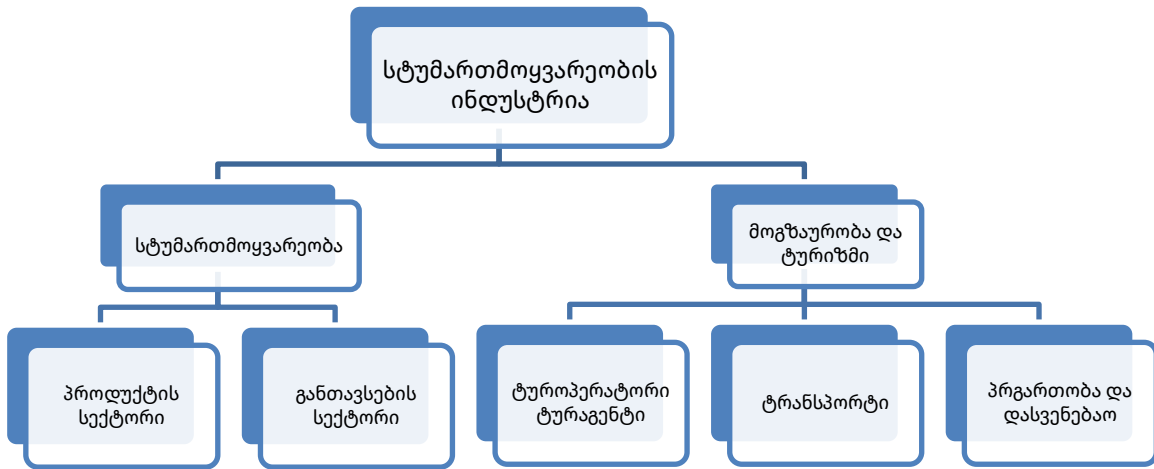 სტუმართმოყვარეობის
ინდუსტრია
სტუმართმოყვარეობა
მოგზაურობა და
ტურიზმი
პროდუქტის
სექტორი
განთავსების
სექტორი
ტუროპერატორი
ტურაგენტი
ტრანსპორტი
პრგართობა და
დასვენებაო